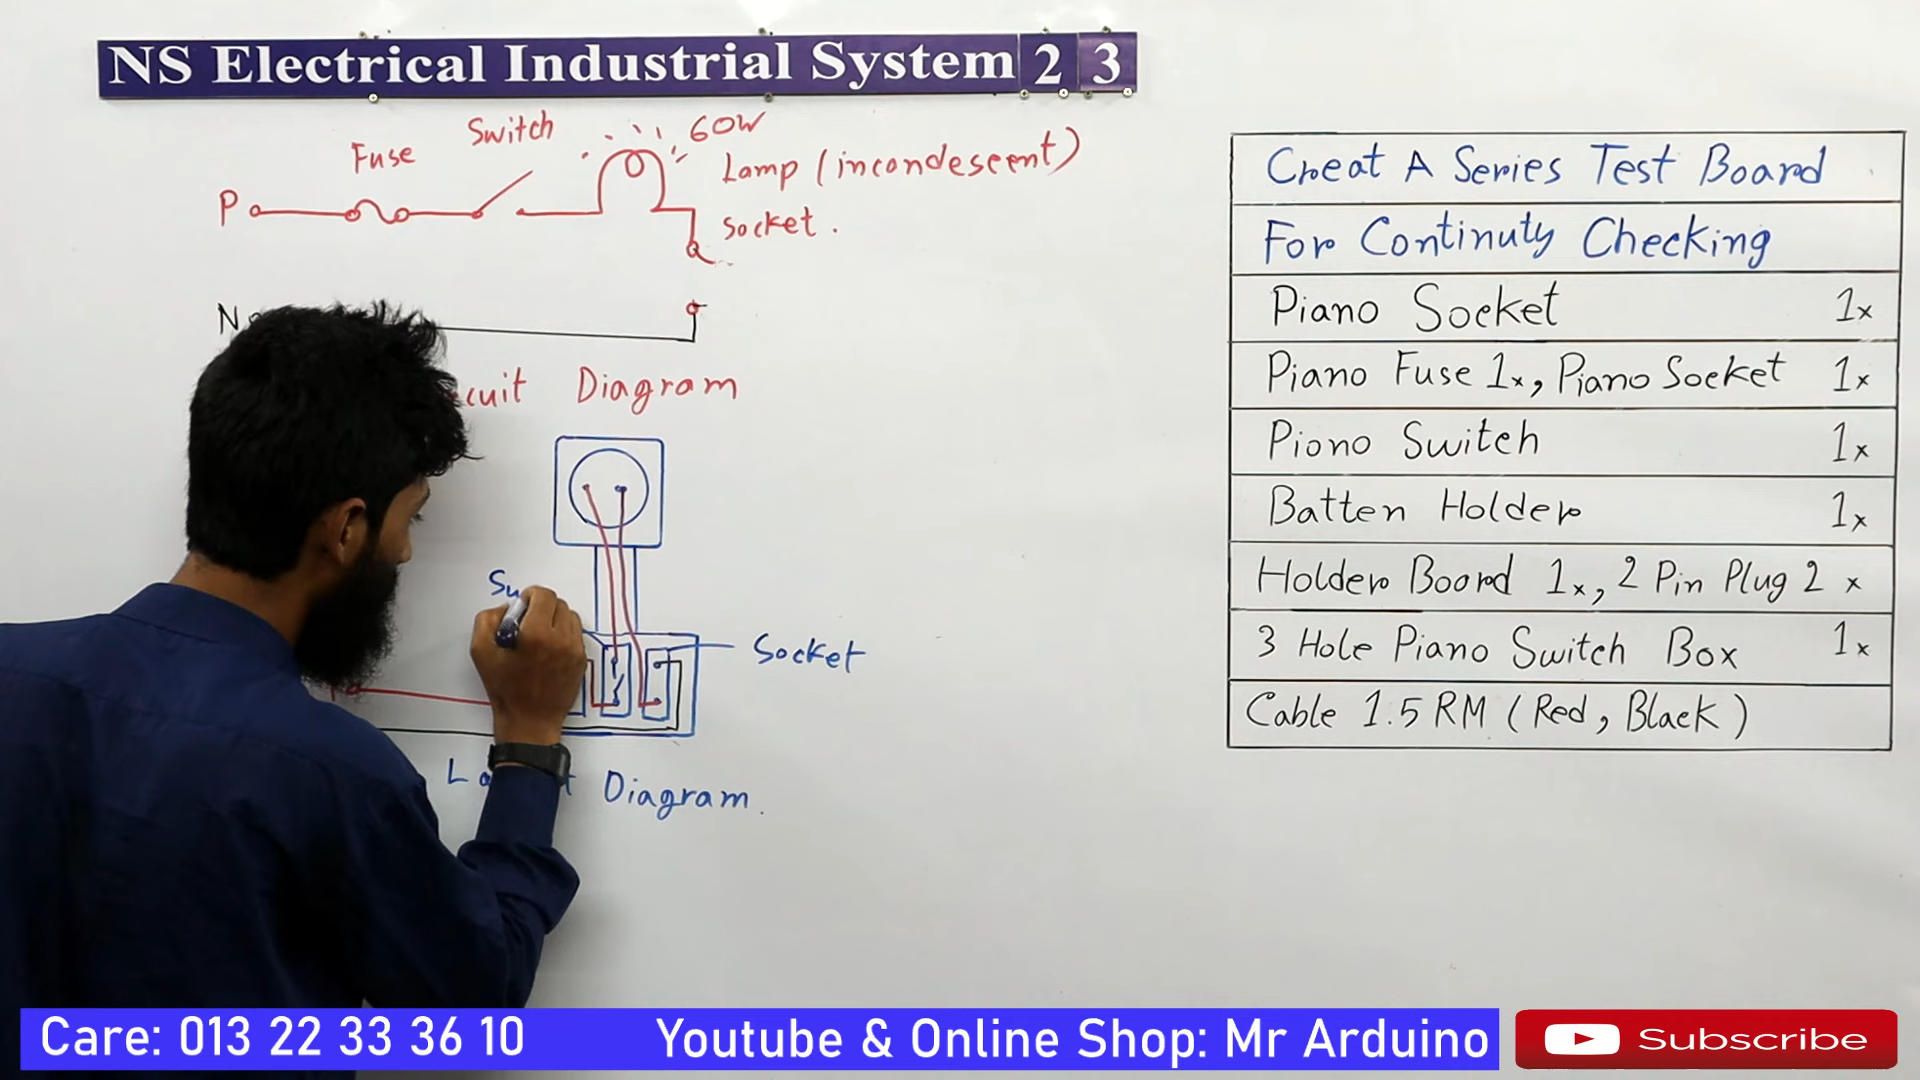 NS Electrical Industrial System 2 3
Fuse
Switch
60W
Lamp (incondescent)
P
Socket.
N
Diagram
Socket
Diagram.
Creat A Series Test Board
For Continuty Checking
Piano Socket 1x
Piano Fuse 1x, Piano Socket 1x
Piono Switch 1x
Batten Holder 1x
Holder Board 1x, 2 Pin Plug 2x
3 Hole Piano Switch Box 1x
Cable 1.5 RM (Red, Black)
Care: 013 22 33 36 10
Youtube & Online Shop: Mr Arduino
Subscribe